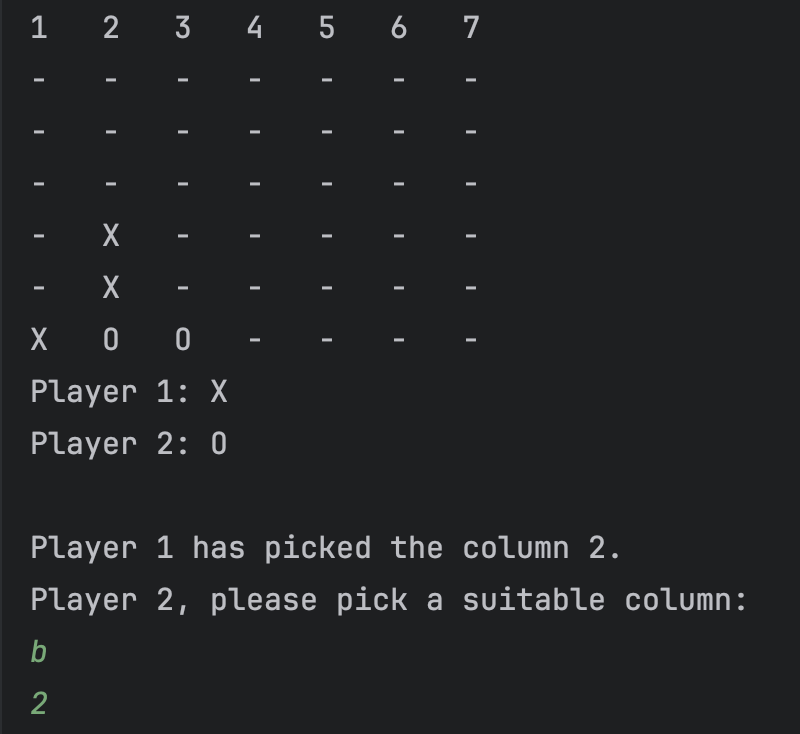 1 2 3 4 5 6 7
- - - - - - -
- - - - - - -
- - - - - - -
- X - - - - -
- X - - - - -
X O O - - - -
Player 1: X
Player 2: O
Player 1 has picked the column 2.
Player 2, please pick a suitable column:
b
2